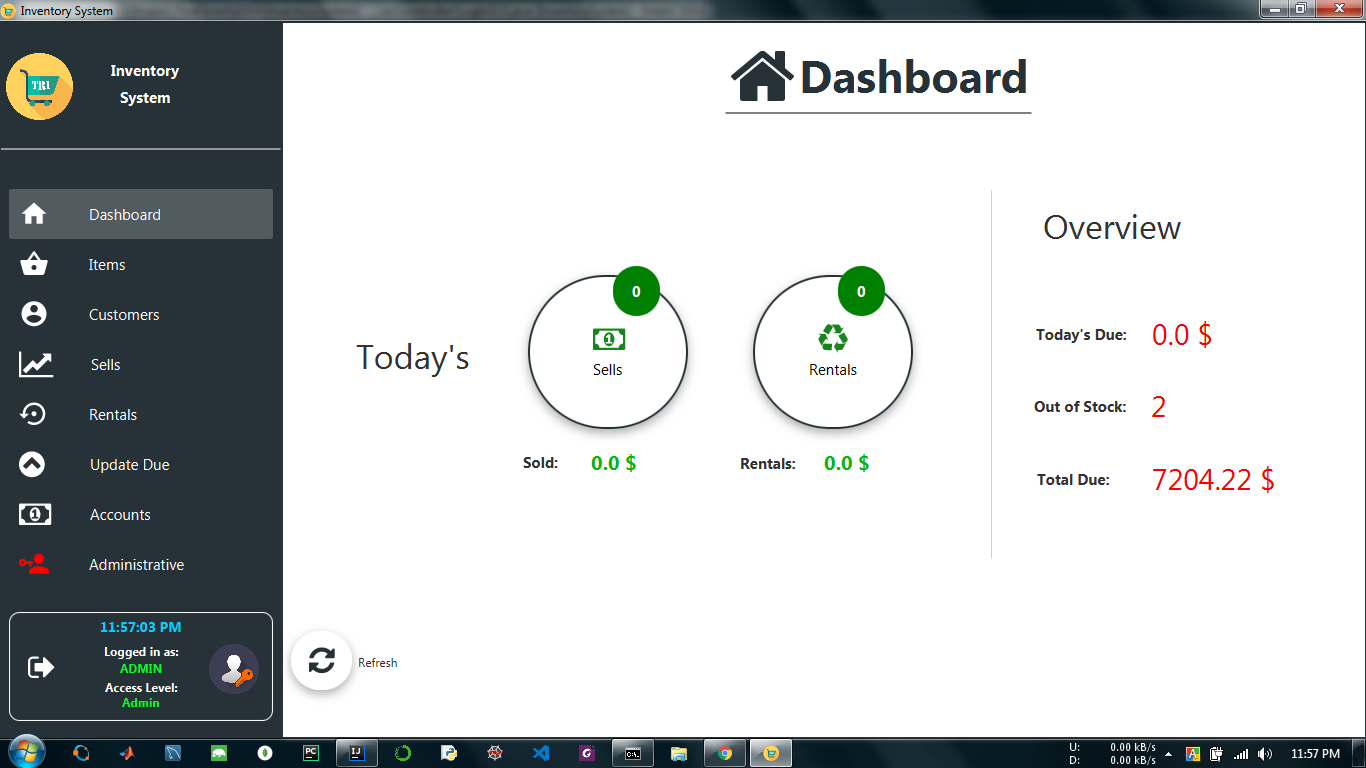 Inventory System
TRI
Inventory
System
Dashboard
Items
Customers
Sells
Rentals
Update Due
Accounts
Administrative
11:57:03 PM
Logged in as:
ADMIN
Access Level:
Admin
Dashboard
Today's
0
1
Sells
Sold: 0.0 $
0
Rentals
Rentals: 0.0 $
Overview
Today's Due: 0.0 $
Out of Stock: 2
Total Due: 7204.22 $
Refresh
PC
IJ
C:\.
U: 0.00 kB/s
D: 0.00 kB/s
A
11:57 PM